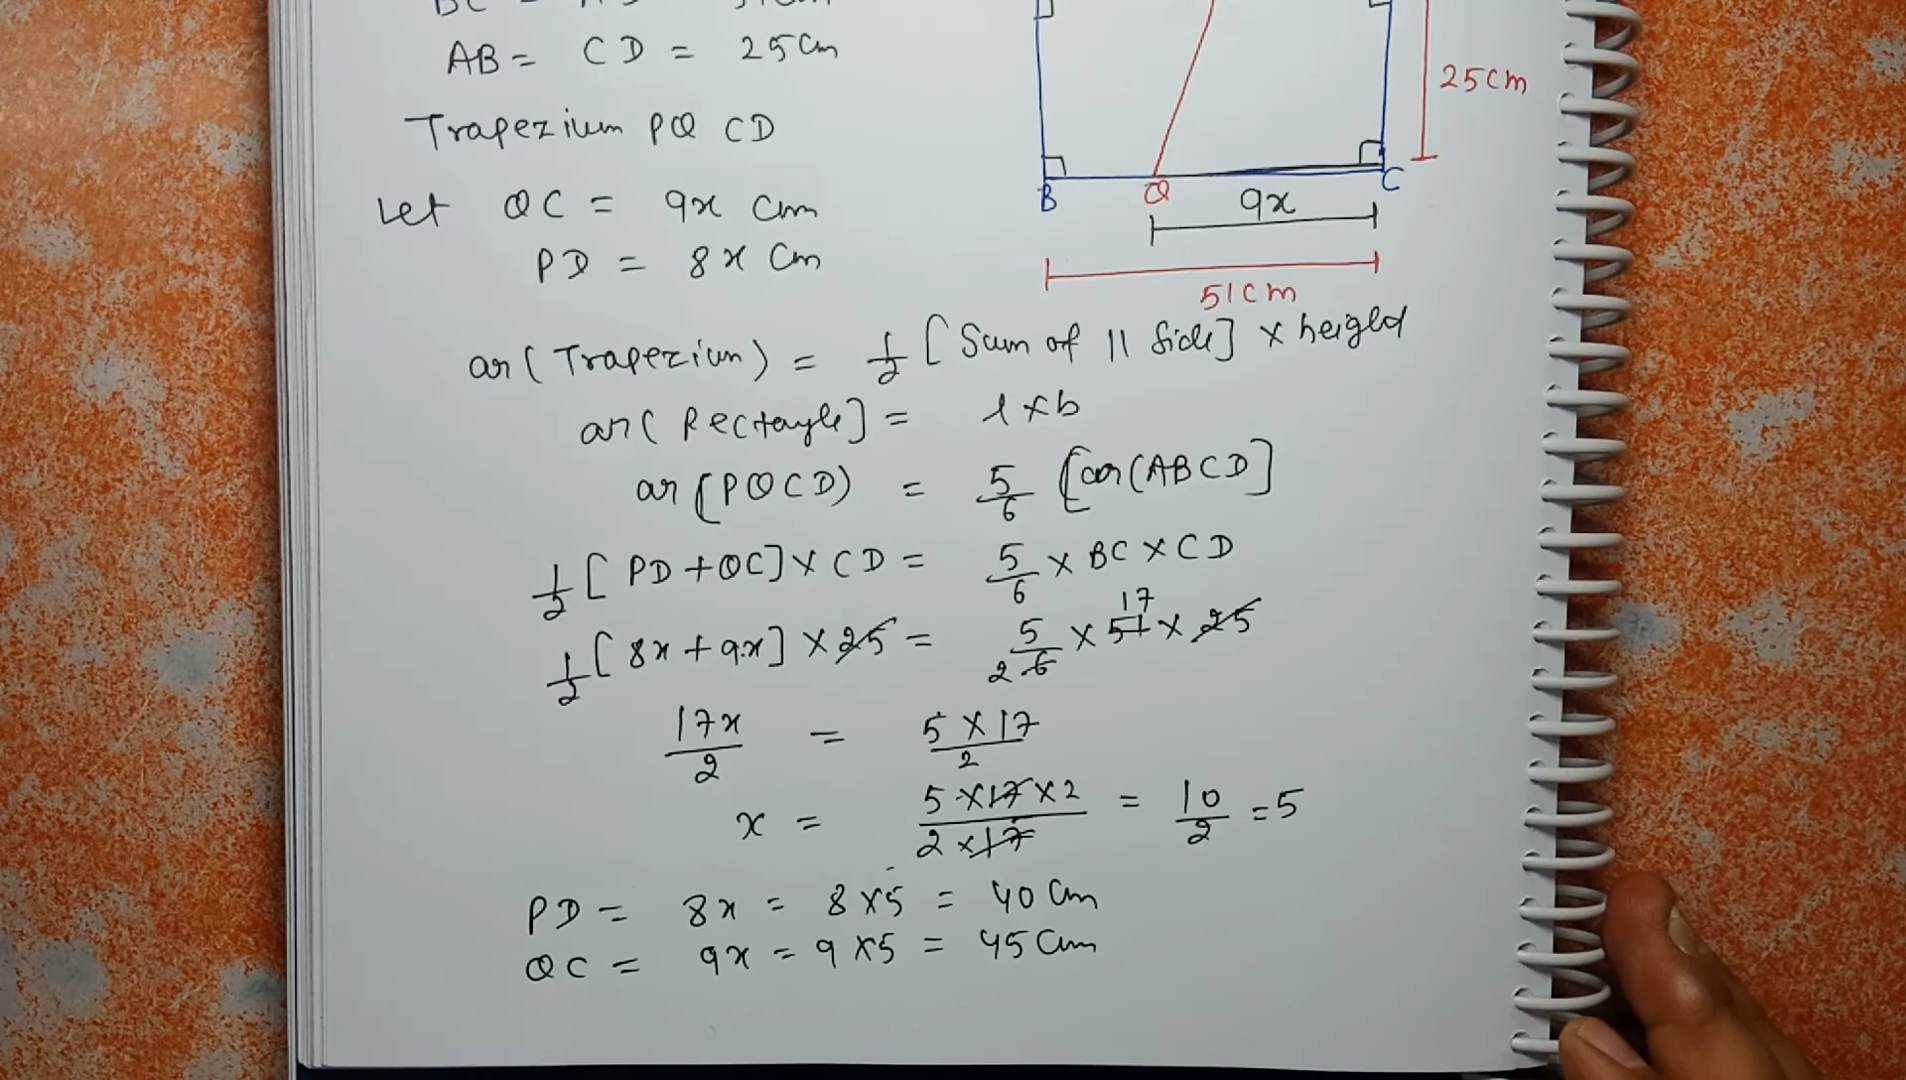 AB = CD = 25 Cm
25cm
Trapezium PQ CD
Let QC = 9x Cm
B Q C
9x
PD = 8x Cm
51cm
ar ( Trapezium ) = 1/2 [ Sum of || Side ] x height
ar ( Rectangle ] = l x b
ar ( PQCD ) = 5/6 [ ar (ABCD ]
1/2 [ PD + QC ] x CD = 5/6 x BC x CD
17
1/2 [ 8x + 9x ] x 25 = 5/6 x 51 x 25
2
17x/2 = 5 x 17/2
x = 5 x 17 x 2 / 2 x 17 = 10/2 = 5
PD = 8x = 8 x 5 = 40 Cm
QC = 9x = 9 x 5 = 45 Cm